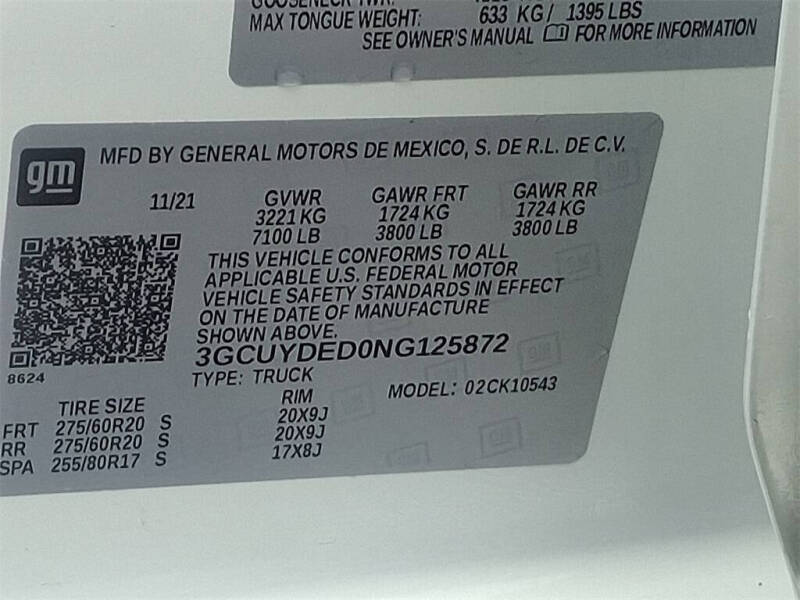 MAX TONGUE WEIGHT: 633 KG/ 1395 LBS
SEE OWNER'S MANUAL FOR MORE INFORMATION
gm
MFD BY GENERAL MOTORS DE MEXICO, S. DE R.L. DE C.V.
11/21 GVWR GAWR FRT GAWR RR
3221 KG 1724 KG 1724 KG
7100 LB 3800 LB 3800 LB
THIS VEHICLE CONFORMS TO ALL
APPLICABLE U.S. FEDERAL MOTOR
VEHICLE SAFETY STANDARDS IN EFFECT
ON THE DATE OF MANUFACTURE
SHOWN ABOVE.
3GCUYDED0NG125872
8624
TYPE: TRUCK MODEL: 02CK10543
TIRE SIZE RIM
FRT 275/60R20 S 20X9J
RR 275/60R20 S 20X9J
SPA 255/80R17 S 17X8J